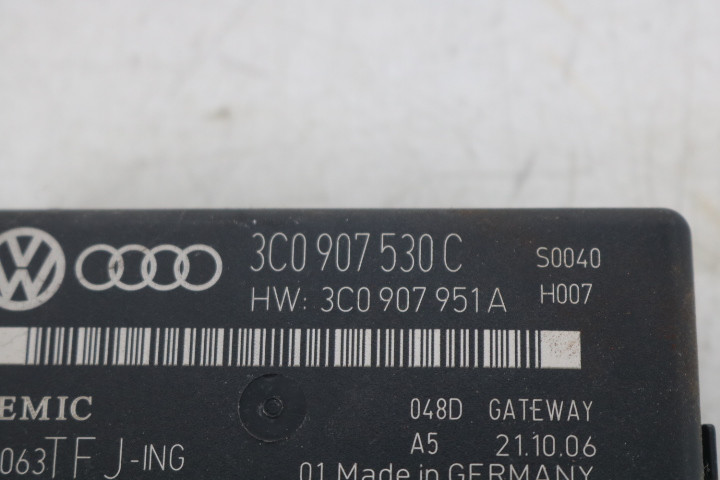 3C0 907 530 C
S0040
HW: 3C0 907 951 A
H007
EMIC
048D GATEWAY
063TFJ-ING
A5 21.10.06
01 Made in GERMANY